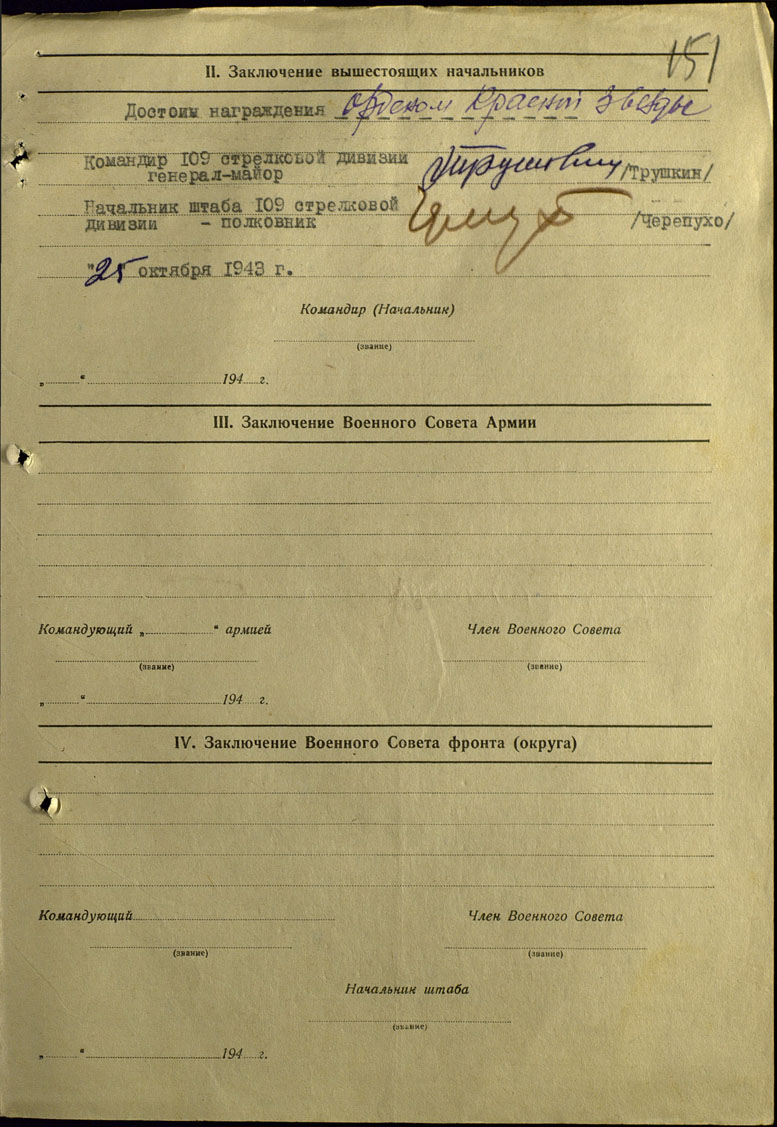 151
II. Заключение вышестоящих начальников
Достоин награждения орденом Красной Звезды
Командир 109 стрелковой дивизии
генерал-майор /Трушкин/
Начальник штаба 109 стрелковой
дивизии - полковник /Черепухо/
"25" октября 1943 г.
Командир (Начальник)
(звание)
„ “ 194 г.
III. Заключение Военного Совета Армии
Командующий „ “ армией Член Военного Совета
(звание) (звание)
„ “ 194 г.
IV. Заключение Военного Совета фронта (округа)
Командующий Член Военного Совета
(звание) (звание)
Начальник штаба
(звание)
„ “ 194 г.